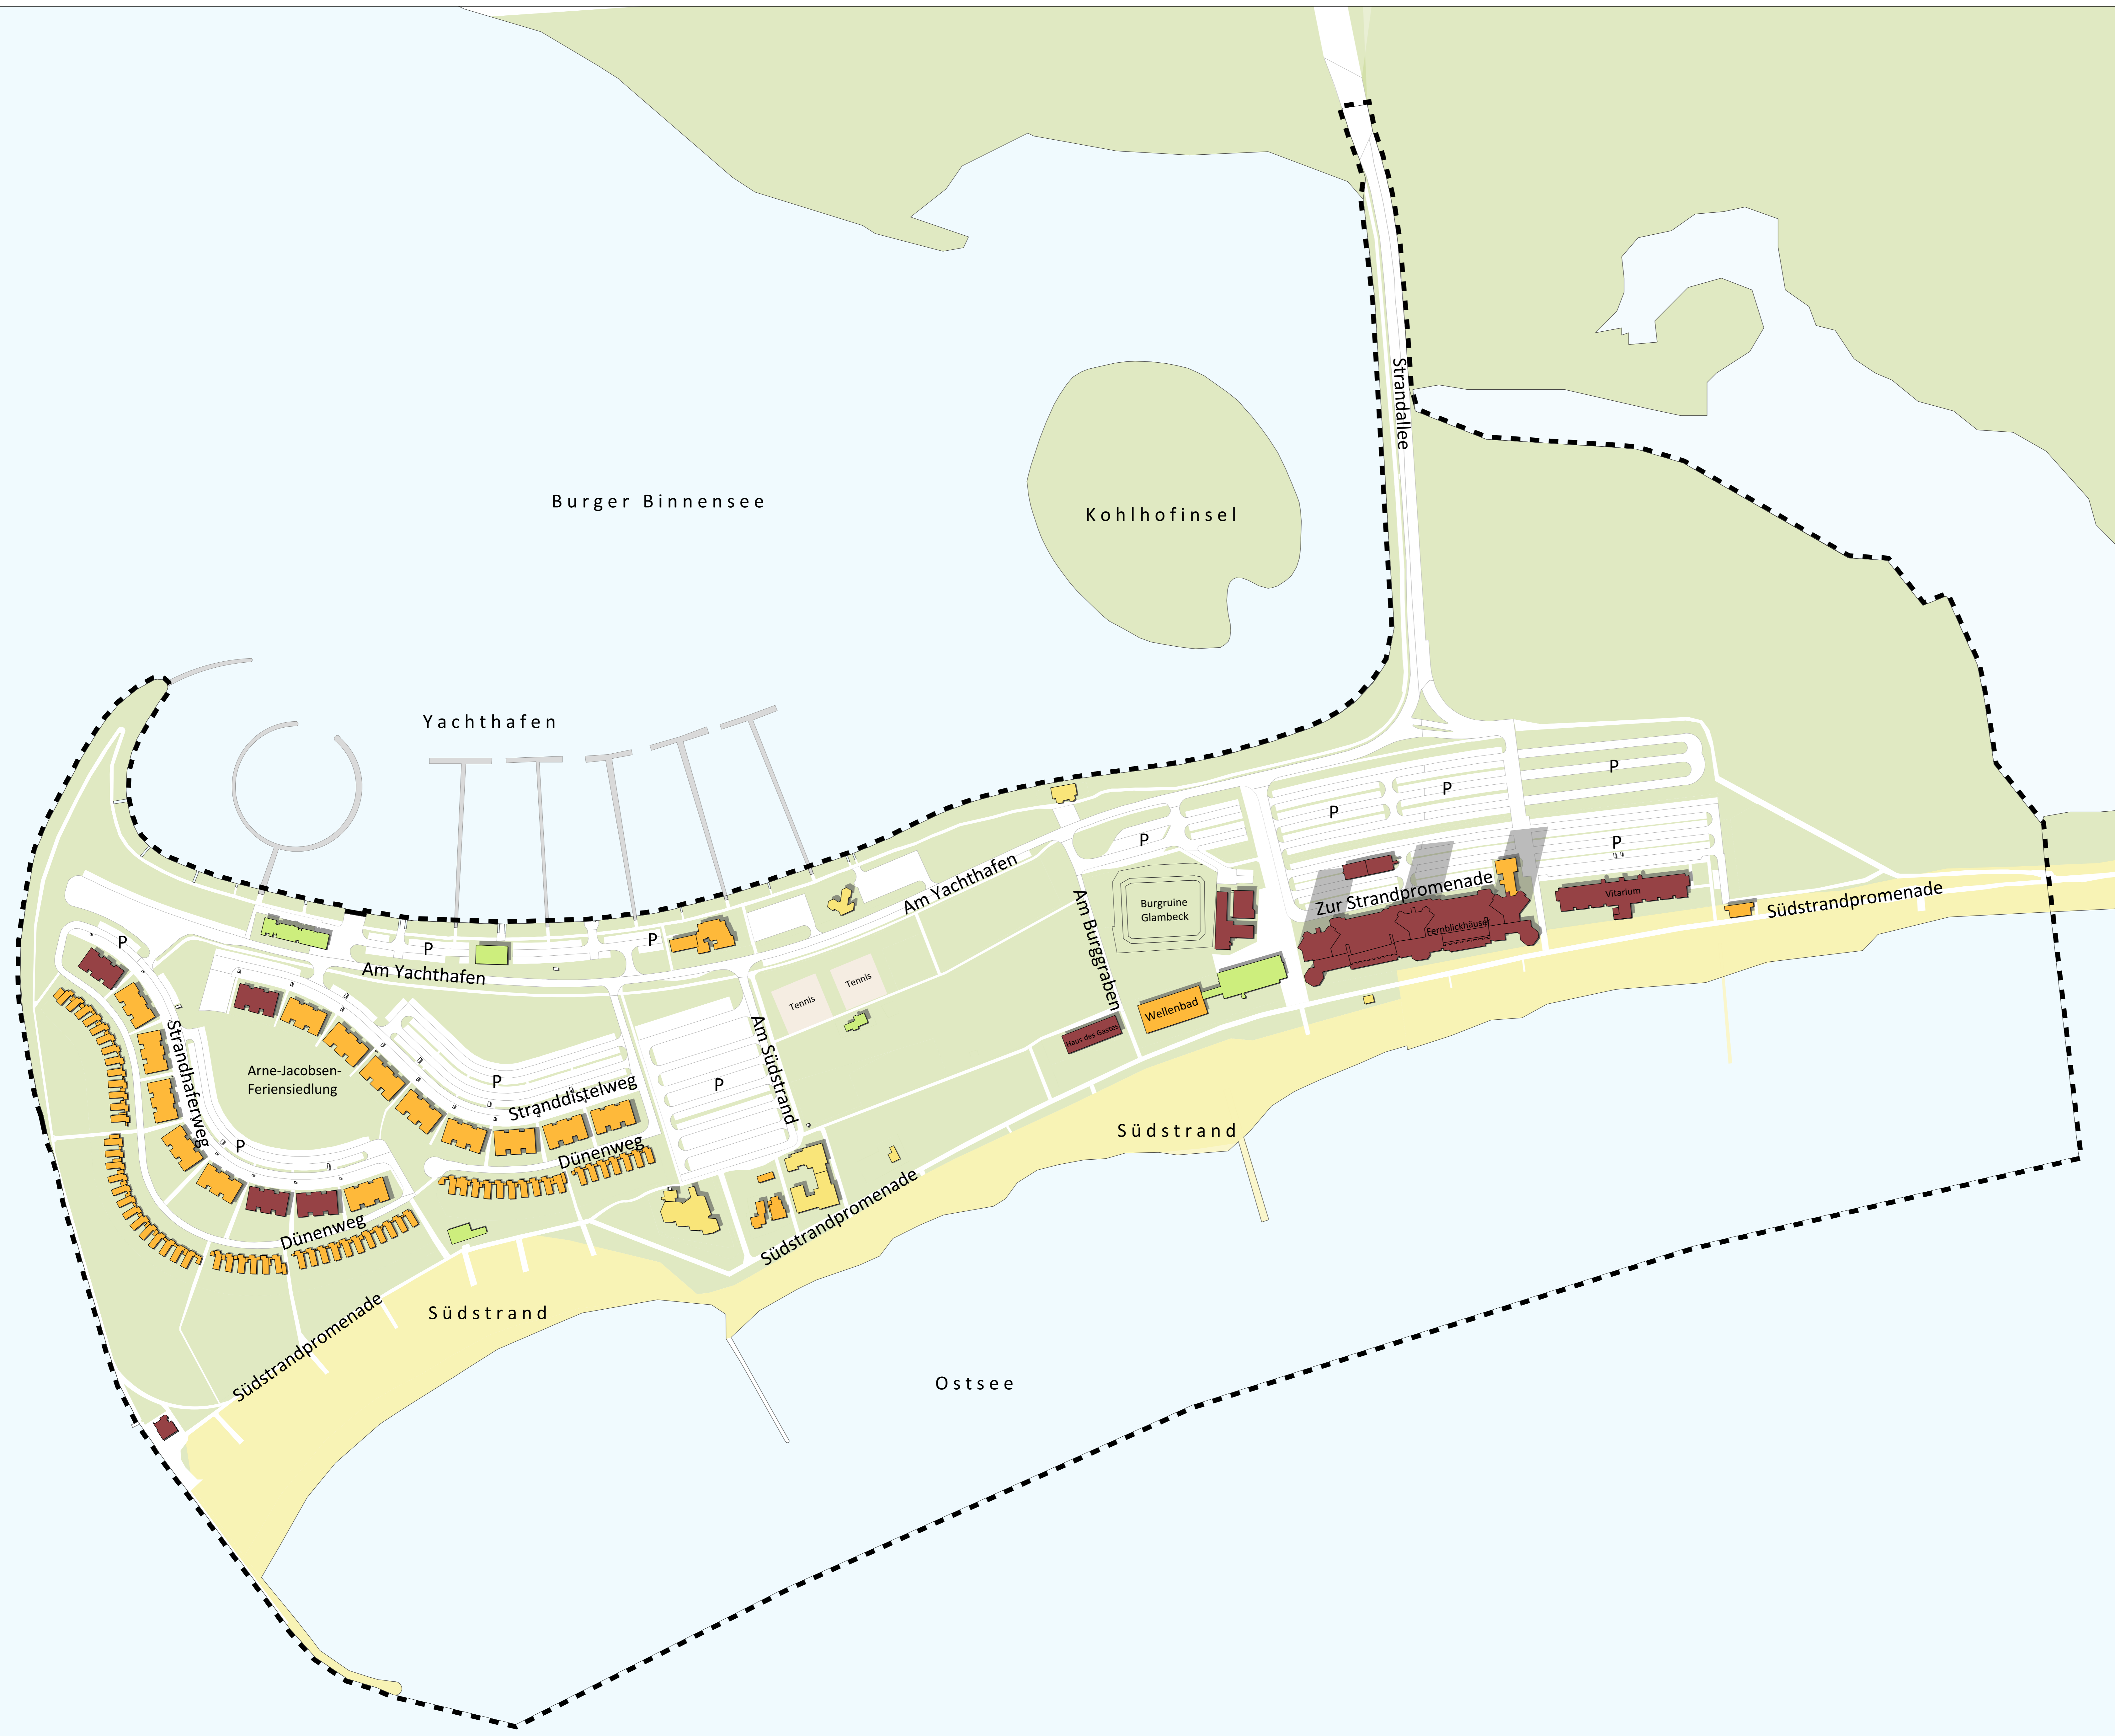 Strandallee
Burger Binnensee
Kohlhofinsel
Yachthafen
P
P
P
P
P
Am Yachthafen
Zur Strandpromenade
Vitarium
Südstrandpromenade
Burgruine
Glambeck
Fernblickhäuser
Am Burggraben
P
P
P
Am Yachthafen
Tennis
Tennis
Wellenbad
Haus des Gastes
Strandhaferweg
Arne-Jacobsen-
Feriensiedlung
P
Stranddistelweg
P
Am Südstrand
P
Dünenweg
Südstrand
Dünenweg
Südstrandpromenade
Südstrand
Südstrandpromenade
Ostsee